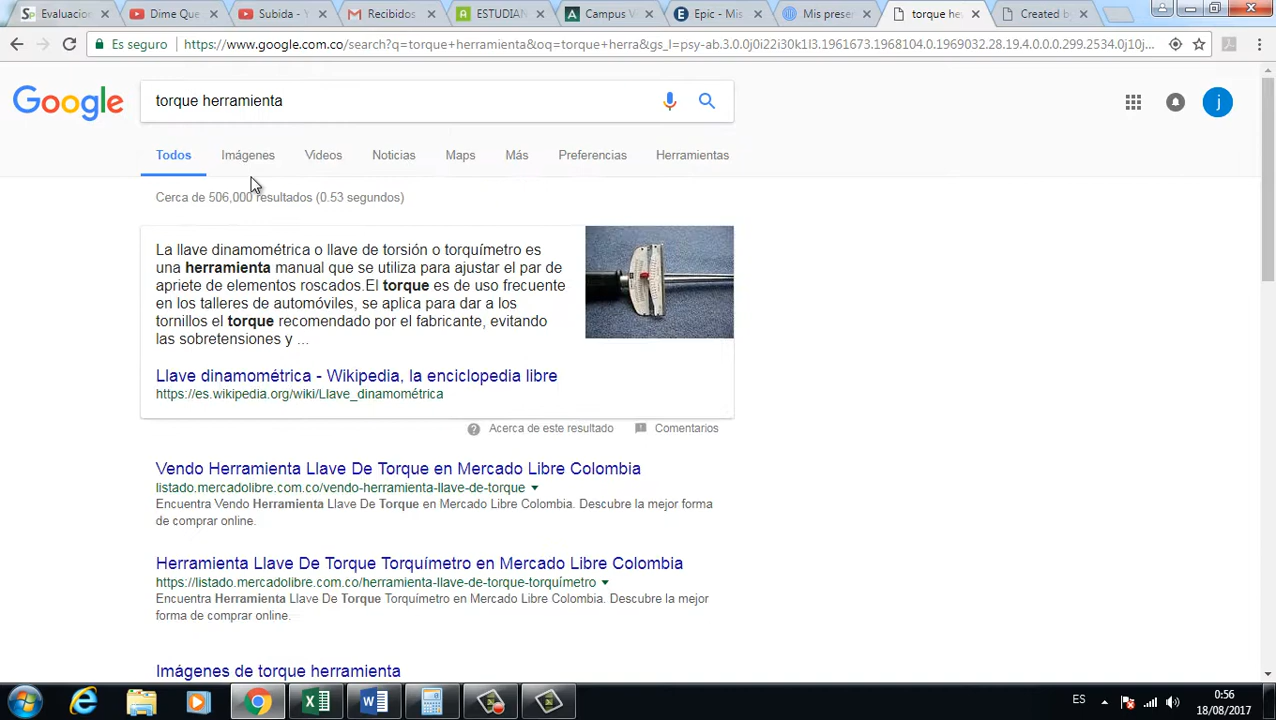 Evaluacion
Dime Que
Subida - Y
Recibidos
ESTUDIAN
Campus V
Epic - Mis
Mis prese
torque he
Created by
Es seguro
https://www.google.com.co/search?q=torque+herramienta&oq=torque+herra&gs_l=psy-ab.3.0.0j0i22i30k1l3.1961673.1968104.0.1969032.28.19.4.0.0.0.299.2534.0j10j...
Google
torque herramienta
j
Todos
Imágenes
Videos
Noticias
Maps
Más
Preferencias
Herramientas
Cerca de 506,000 resultados (0.53 segundos)
La llave dinamométrica o llave de torsión o torquímetro es
una herramienta manual que se utiliza para ajustar el par de
apriete de elementos roscados.El torque es de uso frecuente
en los talleres de automóviles, se aplica para dar a los
tornillos el torque recomendado por el fabricante, evitando
las sobretensiones y ...
Llave dinamométrica - Wikipedia, la enciclopedia libre
https://es.wikipedia.org/wiki/Llave_dinamométrica
Acerca de este resultado
Comentarios
Vendo Herramienta Llave De Torque en Mercado Libre Colombia
listado.mercadolibre.com.co/vendo-herramienta-llave-de-torque
Encuentra Vendo Herramienta Llave De Torque en Mercado Libre Colombia. Descubre la mejor forma
de comprar online.
Herramienta Llave De Torque Torquímetro en Mercado Libre Colombia
https://listado.mercadolibre.com.co/herramienta-llave-de-torque-torquímetro
Encuentra Herramienta Llave De Torque Torquímetro en Mercado Libre Colombia. Descubre la mejor
forma de comprar online.
Imágenes de torque herramienta
ES
0:56
18/08/2017